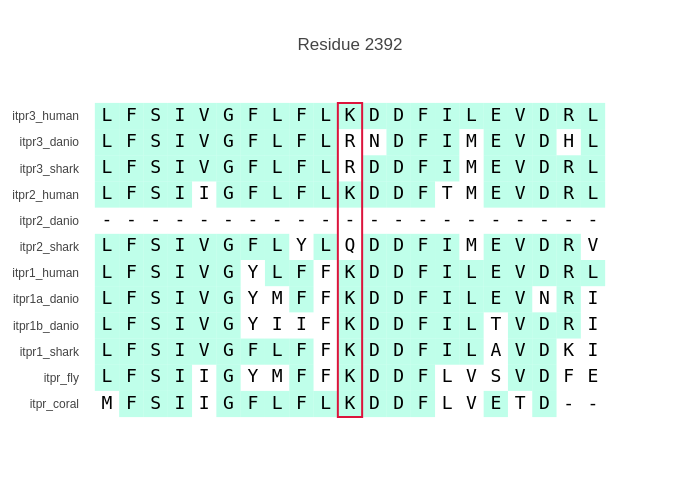 Residue 2392
itpr3_human L F S I V G F L F L K D D F I L E V D R L
itpr3_danio L F S I V G F L F L R N D F I M E V D H L
itpr3_shark L F S I V G F L F L R D D F I M E V D R L
itpr2_human L F S I I G F L F L K D D F T M E V D R L
itpr2_danio - - - - - - - - - - - - - - - - - - - - -
itpr2_shark L F S I V G F L Y L Q D D F I M E V D R V
itpr1_human L F S I V G Y L F F K D D F I L E V D R L
itpr1a_danio L F S I V G Y M F F K D D F I L E V N R I
itpr1b_danio L F S I V G Y I I F K D D F I L T V D R I
itpr1_shark L F S I V G F L F F K D D F I L A V D K I
itpr_fly L F S I I G Y M F F K D D F L V S V D F E
itpr_coral M F S I I G F L F L K D D F L V E T D - -